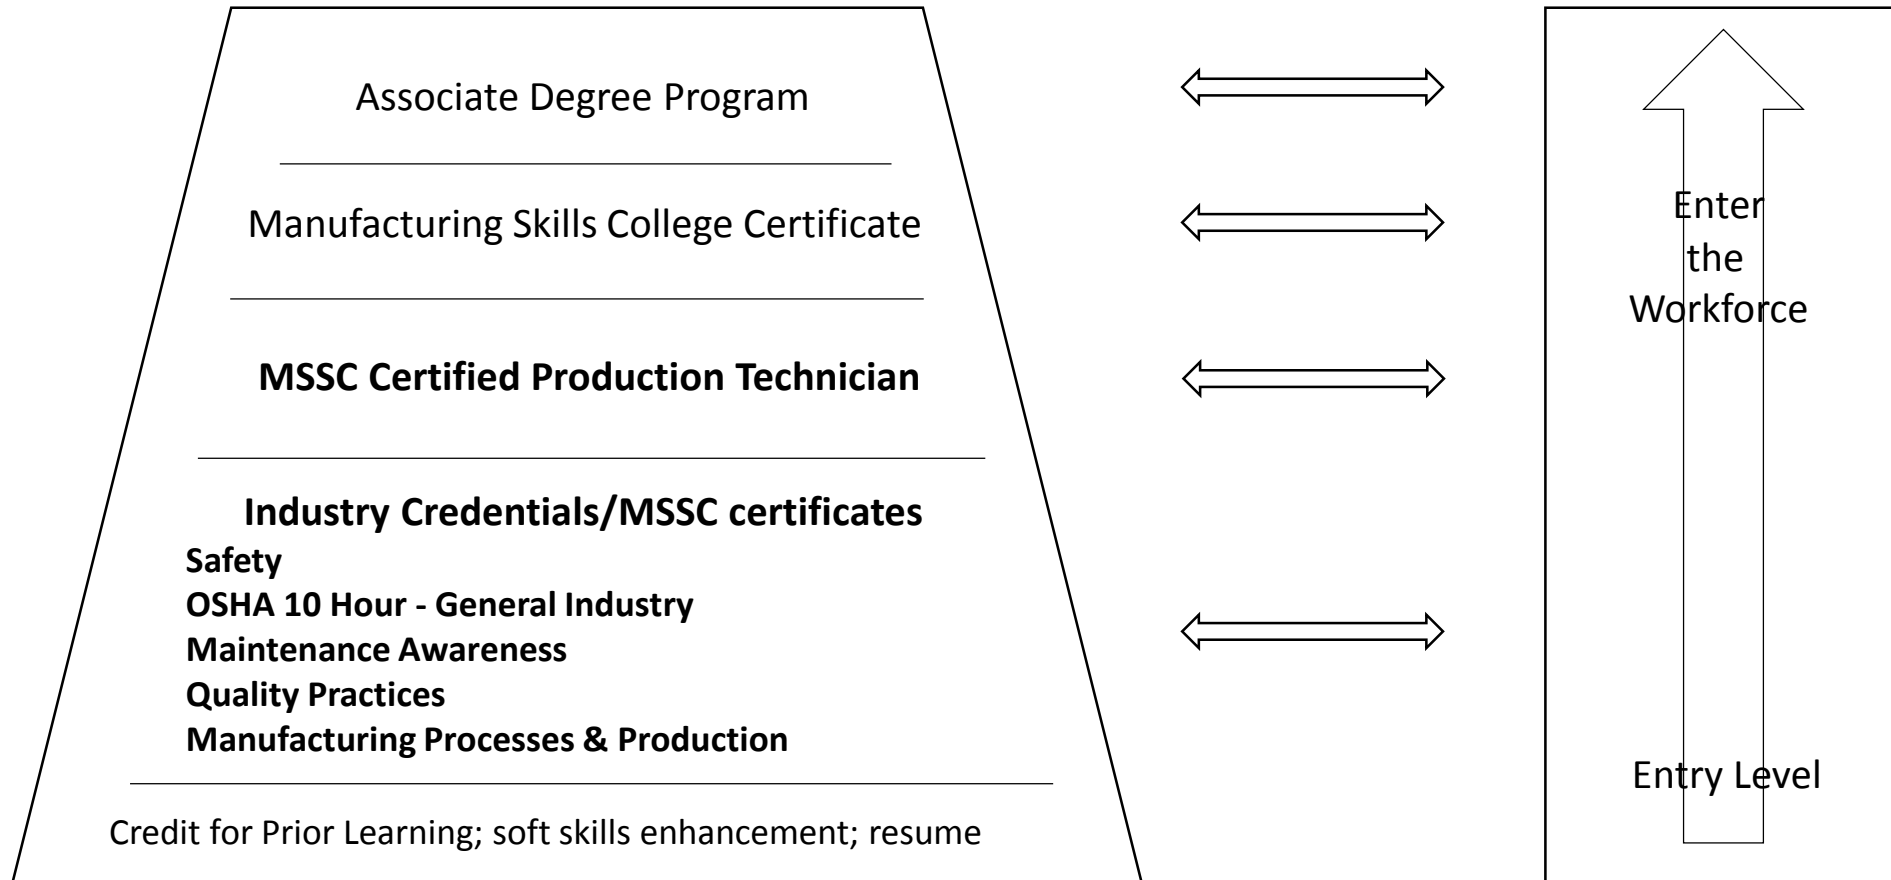 Associate Degree Program
Manufacturing Skills College Certificate
MSSC Certified Production Technician
Industry Credentials/MSSC certificates
Safety
OSHA 10 Hour - General Industry
Maintenance Awareness
Quality Practices
Manufacturing Processes & Production
Credit for Prior Learning; soft skills enhancement; resume
Enter
the
Workforce
Entry Level